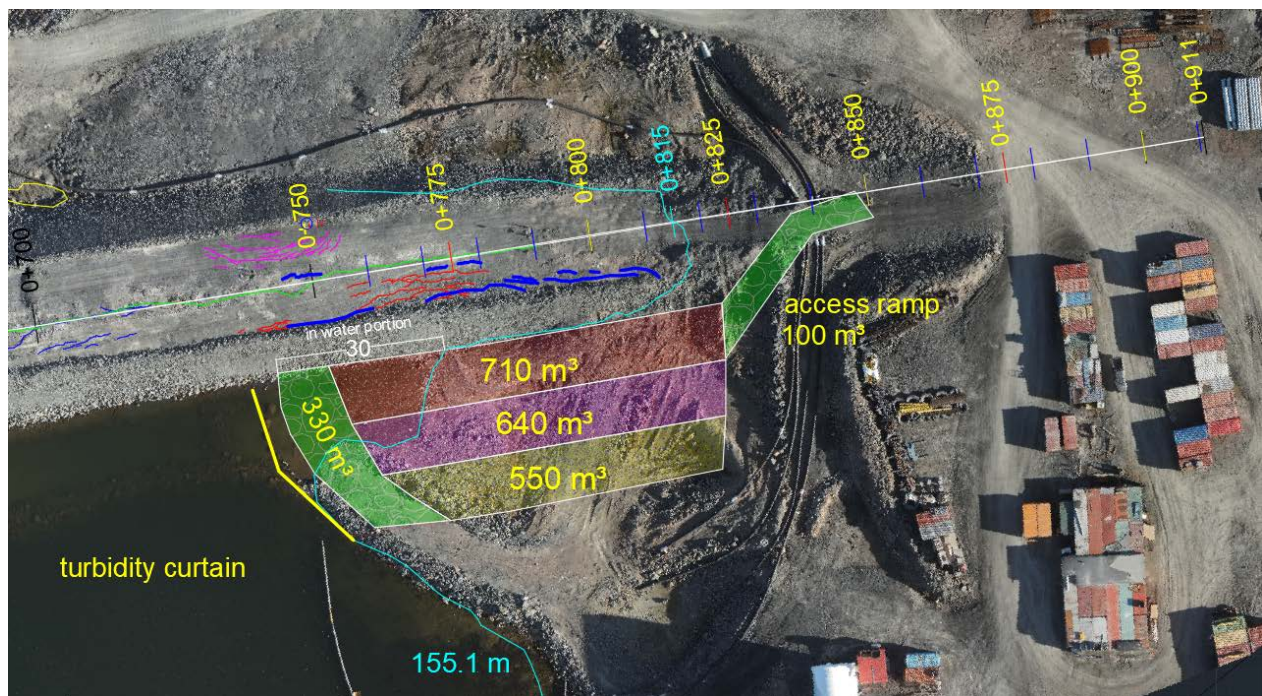 0+700
0+750
0+775
0+800
0+815
0+825
0+850
0+875
0+900
0+911
in water portion
30
access ramp
100 m³
710 m³
640 m³
550 m³
330 m³
turbidity curtain
155.1 m